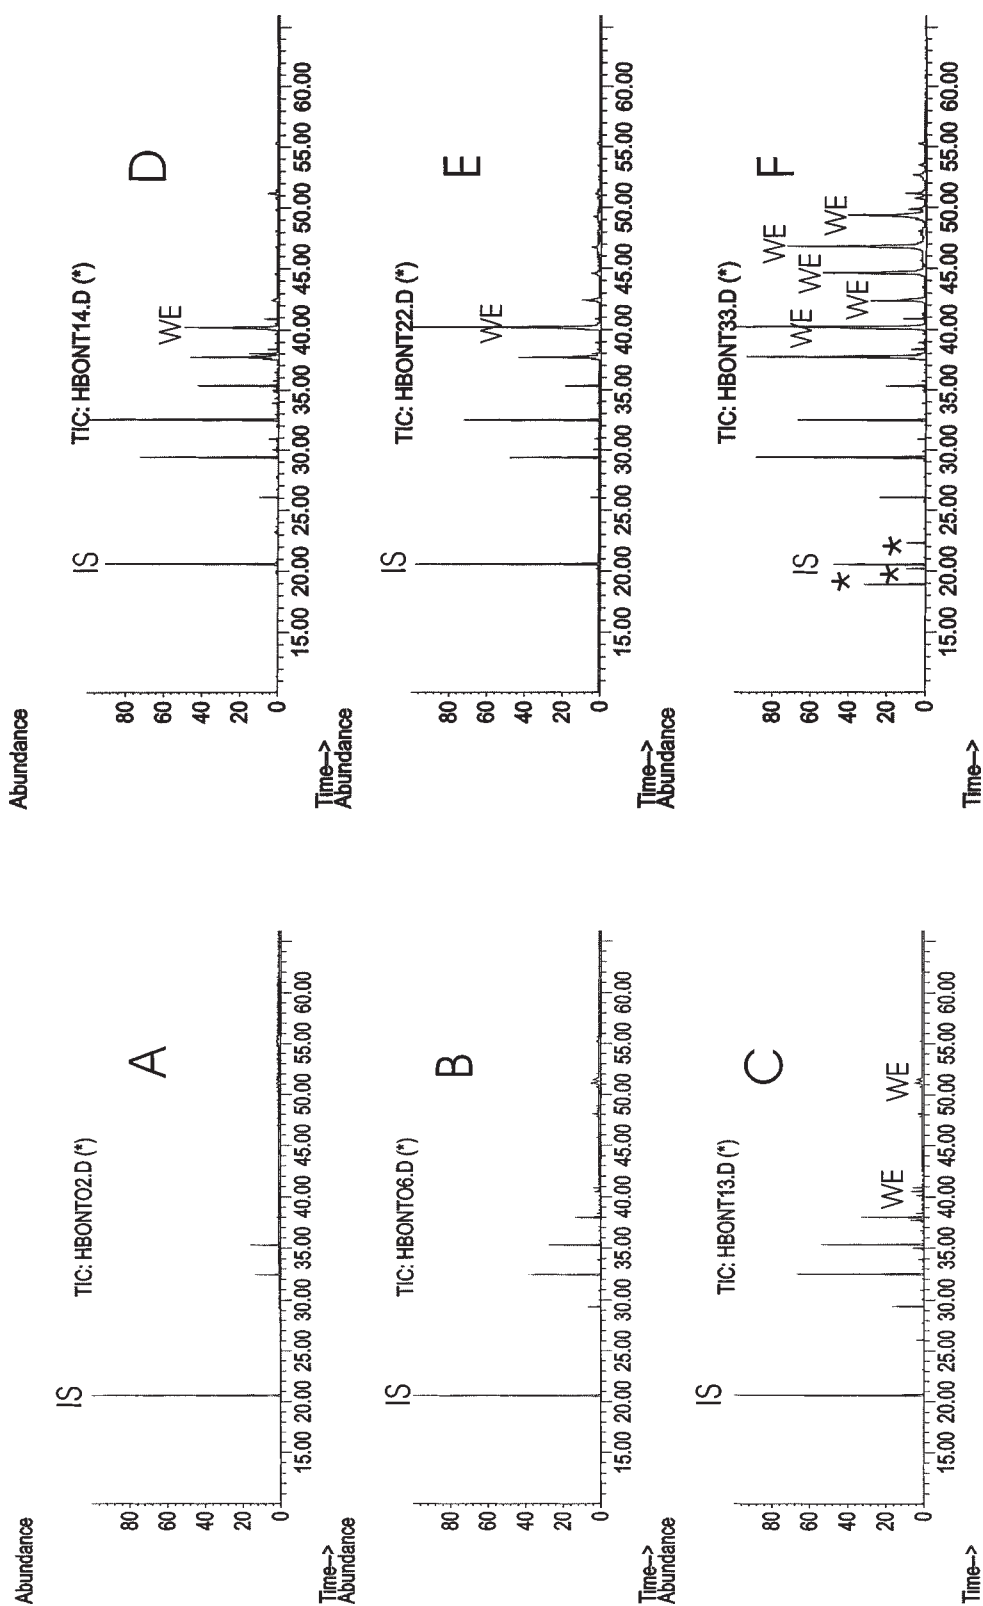 Abundance
IS
TIC: HBONTO2.D (*)
A
80
60
40
20
0
15.00 20.00 25.00 30.00 35.00 40.00 45.00 50.00 55.00 60.00
Time-->
Abundance
IS
TIC: HBONTO6.D (*)
B
80
60
40
20
0
15.00 20.00 25.00 30.00 35.00 40.00 45.00 50.00 55.00 60.00
Time-->
Abundance
IS
TIC: HBONT13.D (*)
C
WE
WE
80
60
40
20
0
15.00 20.00 25.00 30.00 35.00 40.00 45.00 50.00 55.00 60.00
Time-->
Abundance
IS
TIC: HBONT14.D (*)
D
WE
80
60
40
20
0
15.00 20.00 25.00 30.00 35.00 40.00 45.00 50.00 55.00 60.00
Time-->
Abundance
IS
TIC: HBONT22.D (*)
E
WE
80
60
40
20
0
15.00 20.00 25.00 30.00 35.00 40.00 45.00 50.00 55.00 60.00
Time-->
Abundance
TIC: HBONT33.D (*)
F
IS
WE
WE
WE
WE
WE
*
*
*
80
60
40
20
0
15.00 20.00 25.00 30.00 35.00 40.00 45.00 50.00 55.00 60.00
Time-->